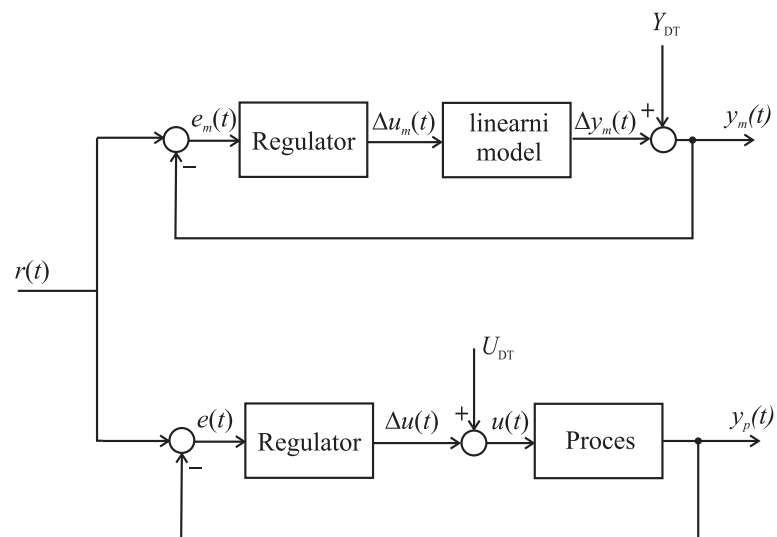 Y_DT
e_m(t)
Regulator
Δu_m(t)
linearni
model
Δy_m(t)
+
y_m(t)
−
r(t)
U_DT
e(t)
Regulator
Δu(t)
+
u(t)
Proces
y_p(t)
−